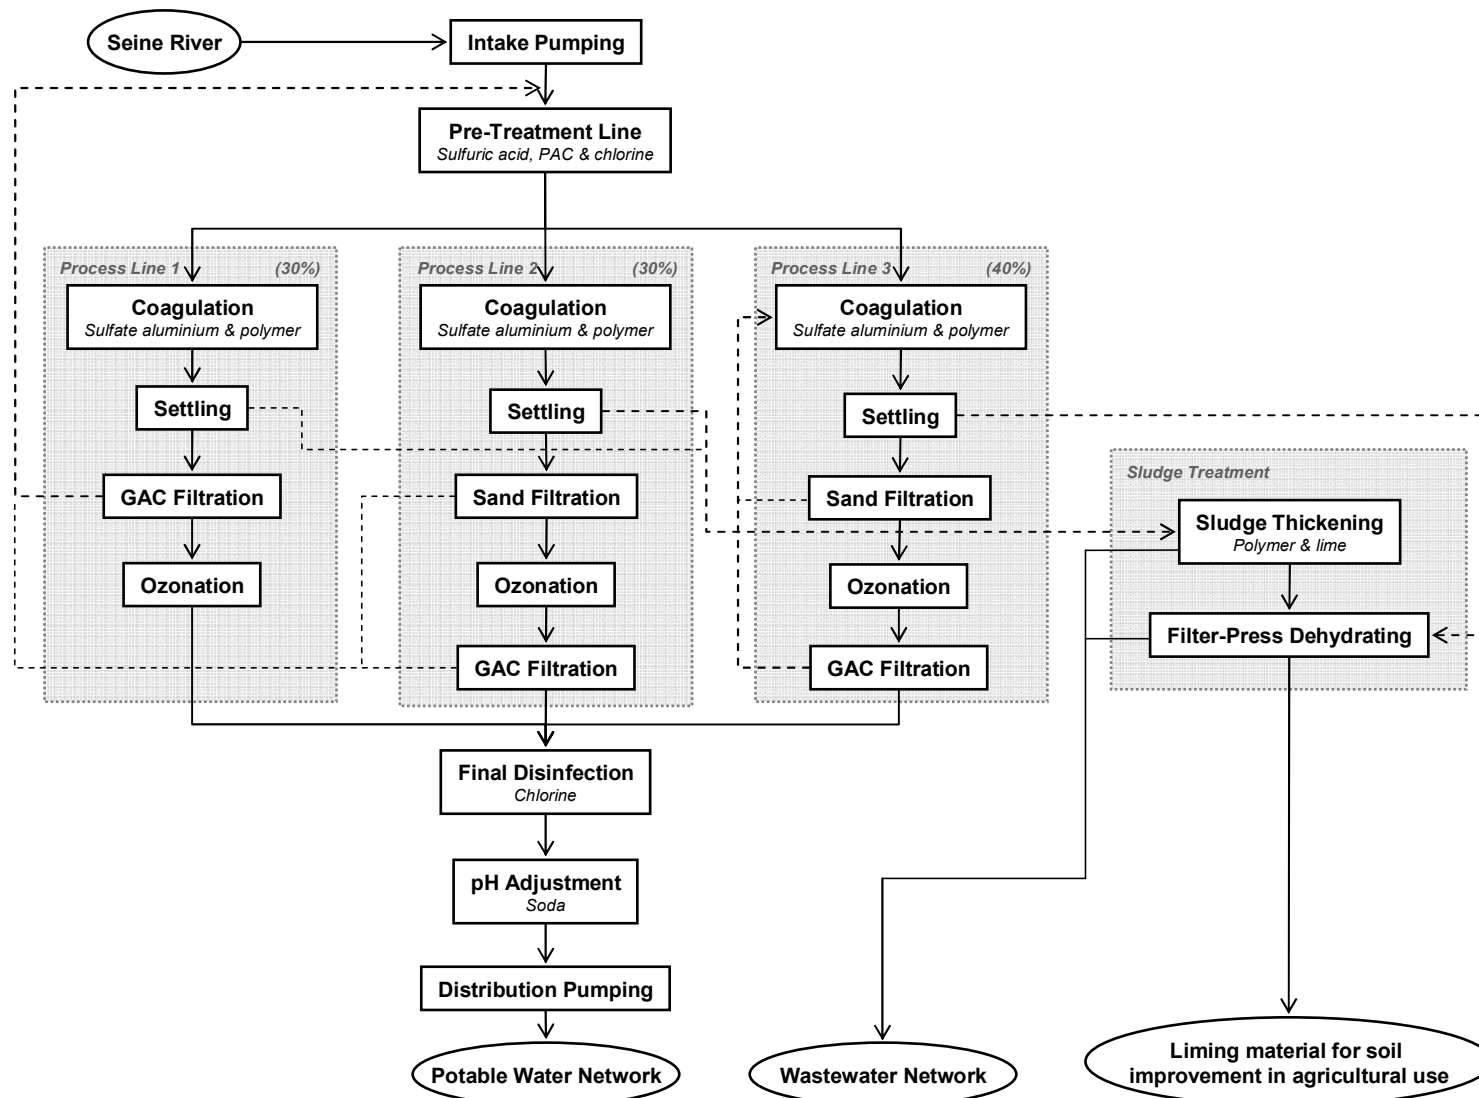 Seine River
Intake Pumping
Pre-Treatment Line
Sulfuric acid, PAC & chlorine
Process Line 1 (30%)
Coagulation
Sulfate aluminium & polymer
Settling
GAC Filtration
Ozonation
Process Line 2 (30%)
Coagulation
Sulfate aluminium & polymer
Settling
Sand Filtration
Ozonation
GAC Filtration
Process Line 3 (40%)
Coagulation
Sulfate aluminium & polymer
Settling
Sand Filtration
Ozonation
GAC Filtration
Sludge Treatment
Sludge Thickening
Polymer & lime
Filter-Press Dehydrating
Final Disinfection
Chlorine
pH Adjustment
Soda
Distribution Pumping
Potable Water Network
Wastewater Network
Liming material for soil
improvement in agricultural use